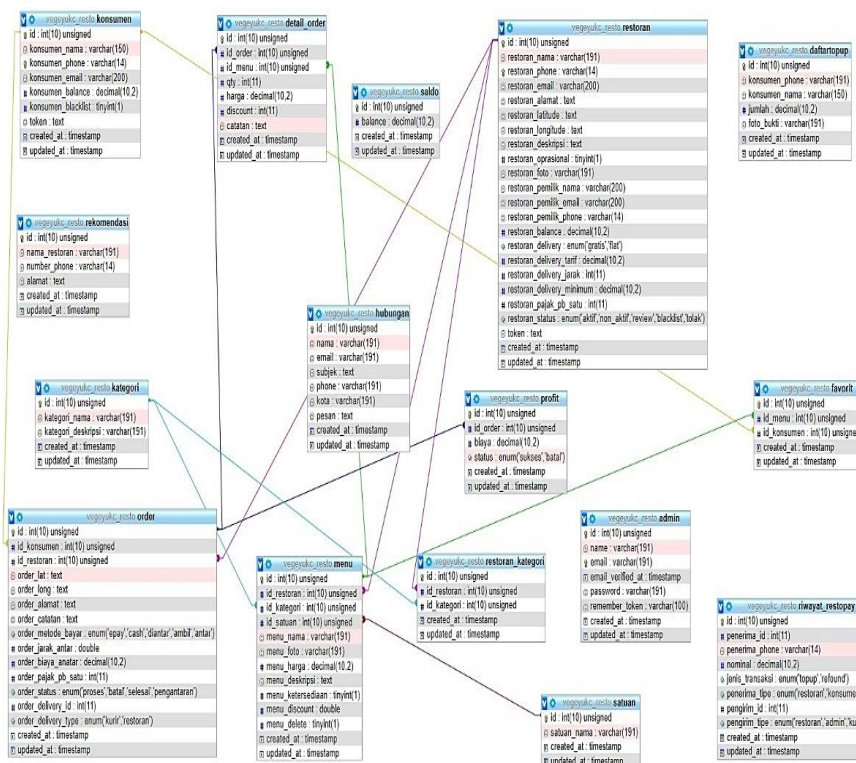 vegeyukc_resto konsumen
id : int(10) unsigned
konsumen_nama : varchar(150)
konsumen_phone : varchar(14)
konsumen_email : varchar(200)
konsumen_balance : decimal(10,2)
konsumen_blacklist : tinyint(1)
token : text
created_at : timestamp
updated_at : timestamp
vegeyukc_resto detail_order
id : int(10) unsigned
id_order : int(10) unsigned
id_menu : int(10) unsigned
qty : int(11)
harga : decimal(10,2)
discount : int(11)
catatan : text
created_at : timestamp
updated_at : timestamp
vegeyukc_resto saldo
id : int(10) unsigned
balance : decimal(10,2)
created_at : timestamp
updated_at : timestamp
vegeyukc_resto restoran
id : int(10) unsigned
restoran_nama : varchar(191)
restoran_phone : varchar(14)
restoran_email : varchar(200)
restoran_alamat : text
restoran_latitude : text
restoran_longitude : text
restoran_deskripsi : text
restoran_oprasional : tinyint(1)
restoran_foto : varchar(191)
restoran_pemilik_nama : varchar(200)
restoran_pemilik_email : varchar(200)
restoran_pemilik_phone : varchar(14)
restoran_balance : decimal(10,2)
restoran_delivery : enum('gratis','flat')
restoran_delivery_tarif : decimal(10,2)
restoran_delivery_jarak : int(11)
restoran_delivery_minimum : decimal(10,2)
restoran_pajak_pb_satu : int(11)
restoran_status : enum('aktif','non_aktif','review','blacklist','tolak')
token : text
created_at : timestamp
updated_at : timestamp
vegeyukc_resto daftartopup
konsumen_phone : varchar(191)
konsumen_nama : varchar(150)
jumlah : decimal(10,2)
foto_bukti : varchar(191)
vegeyukc_resto rekomendasi
id : int(10) unsigned
nama_restoran : varchar(191)
number_phone : varchar(14)
alamat : text
created_at : timestamp
updated_at : timestamp
vegeyukc_resto hubungan
id : int(10) unsigned
nama : varchar(191)
email : varchar(191)
subjek : text
phone : varchar(191)
kota : varchar(191)
pesan : text
created_at : timestamp
updated_at : timestamp
vegeyukc_resto kategori
id : int(10) unsigned
kategori_nama : varchar(191)
kategori_deskripsi : varchar(191)
created_at : timestamp
updated_at : timestamp
vegeyukc_resto profit
id : int(10) unsigned
id_order : int(10) unsigned
biaya : decimal(10,2)
status : enum('sukses','batal')
created_at : timestamp
updated_at : timestamp
vegeyukc_resto favorit
id : int(10) unsigned
id_menu : int(10) unsigned
id_konsumen : int(10) unsigne
created_at : timestamp
updated_at : timestamp
vegeyukc_resto order
id : int(10) unsigned
id_konsumen : int(10) unsigned
id_restoran : int(10) unsigned
order_lat : text
order_long : text
order_alamat : text
order_catatan : text
order_metode_bayar : enum('epay','cash','diantar','ambil','antar')
order_jarak_antar : double
order_biaya_anatar : decimal(10,2)
order_pajak_pb_satu : int(11)
order_status : enum('proses','batal','selesai','pengantaran')
order_delivery_id : int(11)
order_delivery_type : enum('kurir','restoran')
created_at : timestamp
updated_at : timestamp
vegeyukc_resto menu
id : int(10) unsigned
id_restoran : int(10) unsigned
id_kategori : int(10) unsigned
id_satuan : int(10) unsigned
menu_nama : varchar(191)
menu_foto : varchar(191)
menu_harga : decimal(10,2)
menu_deskripsi : text
menu_ketersediaan : tinyint(1)
menu_discount : double
menu_delete : tinyint(1)
created_at : timestamp
updated_at : timestamp
vegeyukc_resto restoran_kategori
id : int(10) unsigned
id_restoran : int(10) unsigned
id_kategori : int(10) unsigned
created_at : timestamp
updated_at : timestamp
vegeyukc_resto admin
id : int(10) unsigned
name : varchar(191)
email : varchar(191)
email_verified_at : timestamp
password : varchar(191)
remember_token : varchar(100)
created_at : timestamp
updated_at : timestamp
vegeyukc_resto satuan
id : int(10) unsigned
satuan_nama : varchar(191)
created_at : timestamp
updated_at : timestamp
vegeyukc_resto riwayat_restopay
id : int(10) unsigned
penerima_id : int(11)
penerima_phone : varchar(14)
nominal : decimal(10,2)
jenis_transaksi : enum('topup','refound')
penerima_tipe : enum('restoran','konsume
pengirim_id : int(11)
pengirim_tipe : enum('restoran','admin','ku
created_at : timestamp
updated_at : timestamp